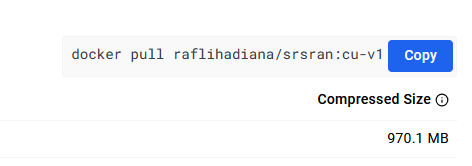 docker pull raflihadiana/srsran:cu-v1
Copy
Compressed Size
970.1 MB